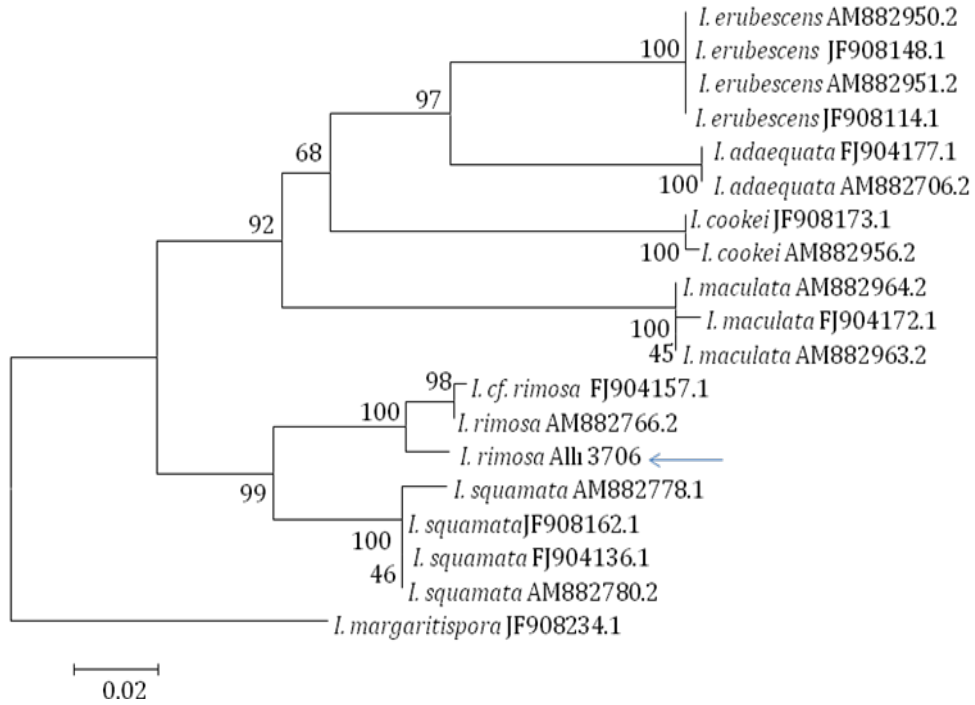 I. erubescens AM882950.2
100
I. erubescens JF908148.1
I. erubescens AM882951.2
97
I. erubescens JF908114.1
68
I. adaequata FJ904177.1
100
I. adaequata AM882706.2
92
I. cookei JF908173.1
100
I. cookei AM882956.2
I. maculata AM882964.2
100
I. maculata FJ904172.1
45
I. maculata AM882963.2
98
I. cf. rimosa FJ904157.1
100
I. rimosa AM882766.2
I. rimosa Allı 3706
99
I. squamata AM882778.1
I. squamata JF908162.1
100
I. squamata FJ904136.1
46
I. squamata AM882780.2
I. margaritispora JF908234.1
0.02